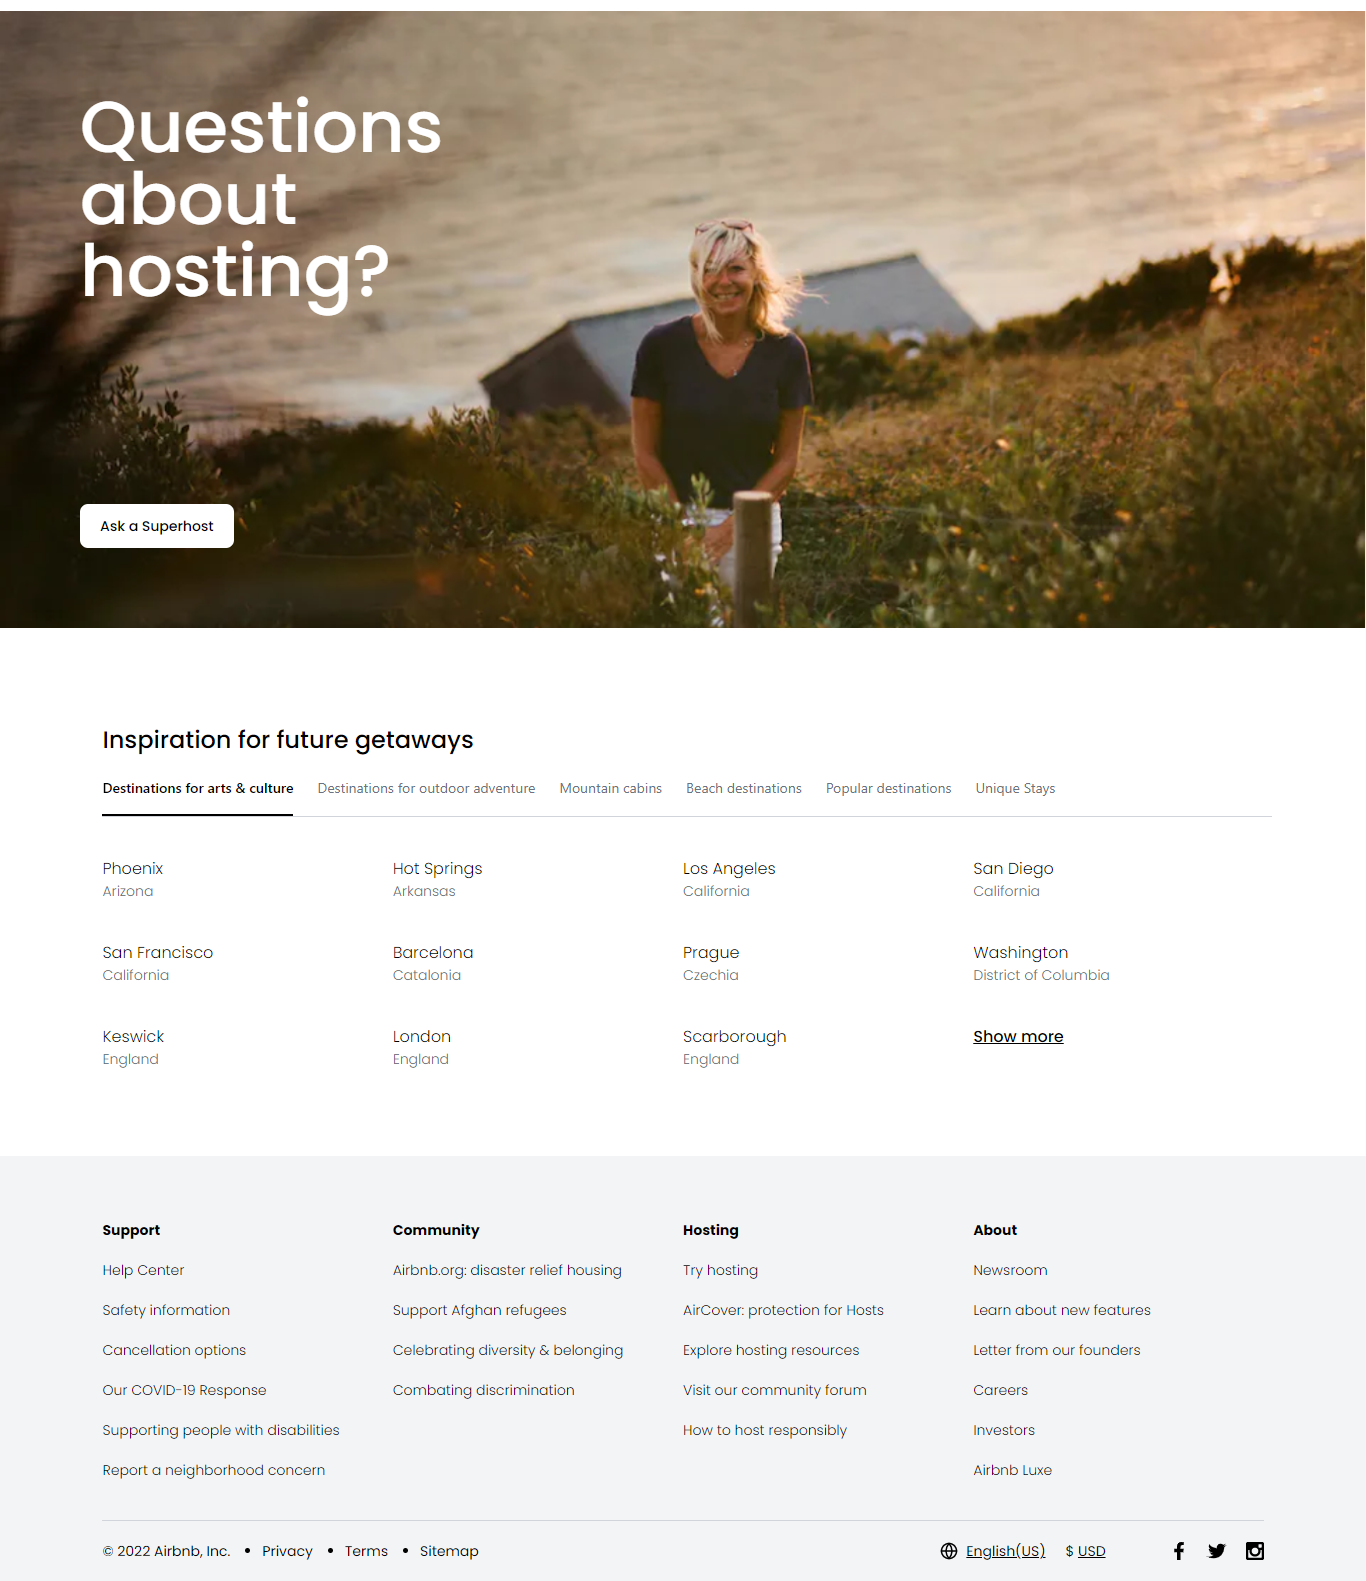 Questions
about
hosting?
Ask a Superhost
Inspiration for future getaways
Destinations for arts & culture Destinations for outdoor adventure Mountain cabins Beach destinations Popular destinations Unique Stays
Phoenix Hot Springs Los Angeles San Diego
Arizona Arkansas California California
San Francisco Barcelona Prague Washington
California Catalonia Czechia District of Columbia
Keswick London Scarborough Show more
England England England
Support Community Hosting About
Help Center Airbnb.org: disaster relief housing Try hosting Newsroom
Safety information Support Afghan refugees AirCover: protection for Hosts Learn about new features
Cancellation options Celebrating diversity & belonging Explore hosting resources Letter from our founders
Our COVID-19 Response Combating discrimination Visit our community forum Careers
Supporting people with disabilities How to host responsibly Investors
Report a neighborhood concern Airbnb Luxe
© 2022 Airbnb, Inc. • Privacy • Terms • Sitemap English(US) $ USD